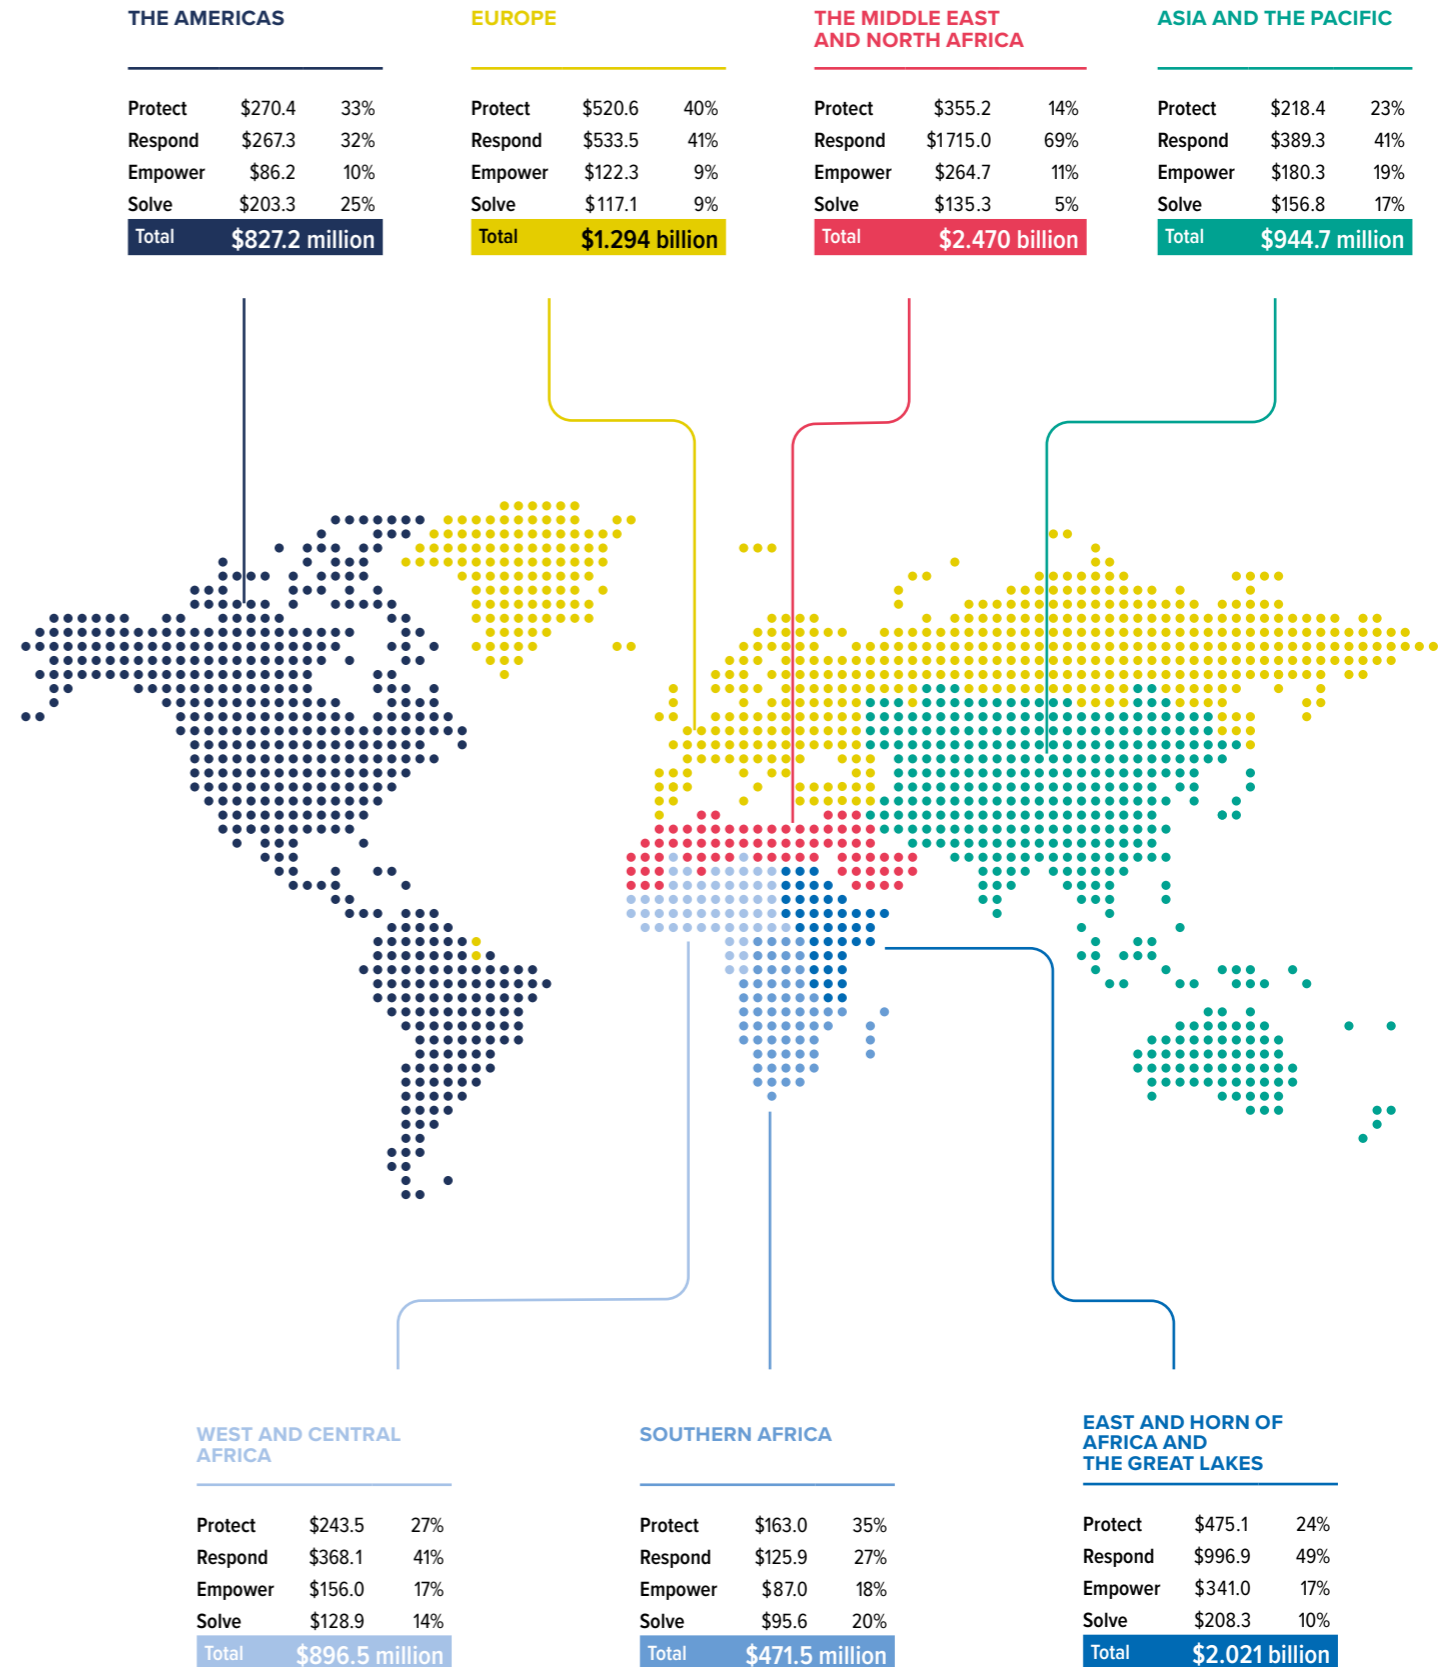 THE AMERICAS
Protect $270.4 33%
Respond $267.3 32%
Empower $86.2 10%
Solve $203.3 25%
Total $827.2 million
EUROPE
Protect $520.6 40%
Respond $533.5 41%
Empower $122.3 9%
Solve $117.1 9%
Total $1.294 billion
THE MIDDLE EAST
AND NORTH AFRICA
Protect $355.2 14%
Respond $1715.0 69%
Empower $264.7 11%
Solve $135.3 5%
Total $2.470 billion
ASIA AND THE PACIFIC
Protect $218.4 23%
Respond $389.3 41%
Empower $180.3 19%
Solve $156.8 17%
Total $944.7 million
WEST AND CENTRAL
AFRICA
Protect $243.5 27%
Respond $368.1 41%
Empower $156.0 17%
Solve $128.9 14%
Total $896.5 million
SOUTHERN AFRICA
Protect $163.0 35%
Respond $125.9 27%
Empower $87.0 18%
Solve $95.6 20%
Total $471.5 million
EAST AND HORN OF
AFRICA AND
THE GREAT LAKES
Protect $475.1 24%
Respond $996.9 49%
Empower $341.0 17%
Solve $208.3 10%
Total $2.021 billion